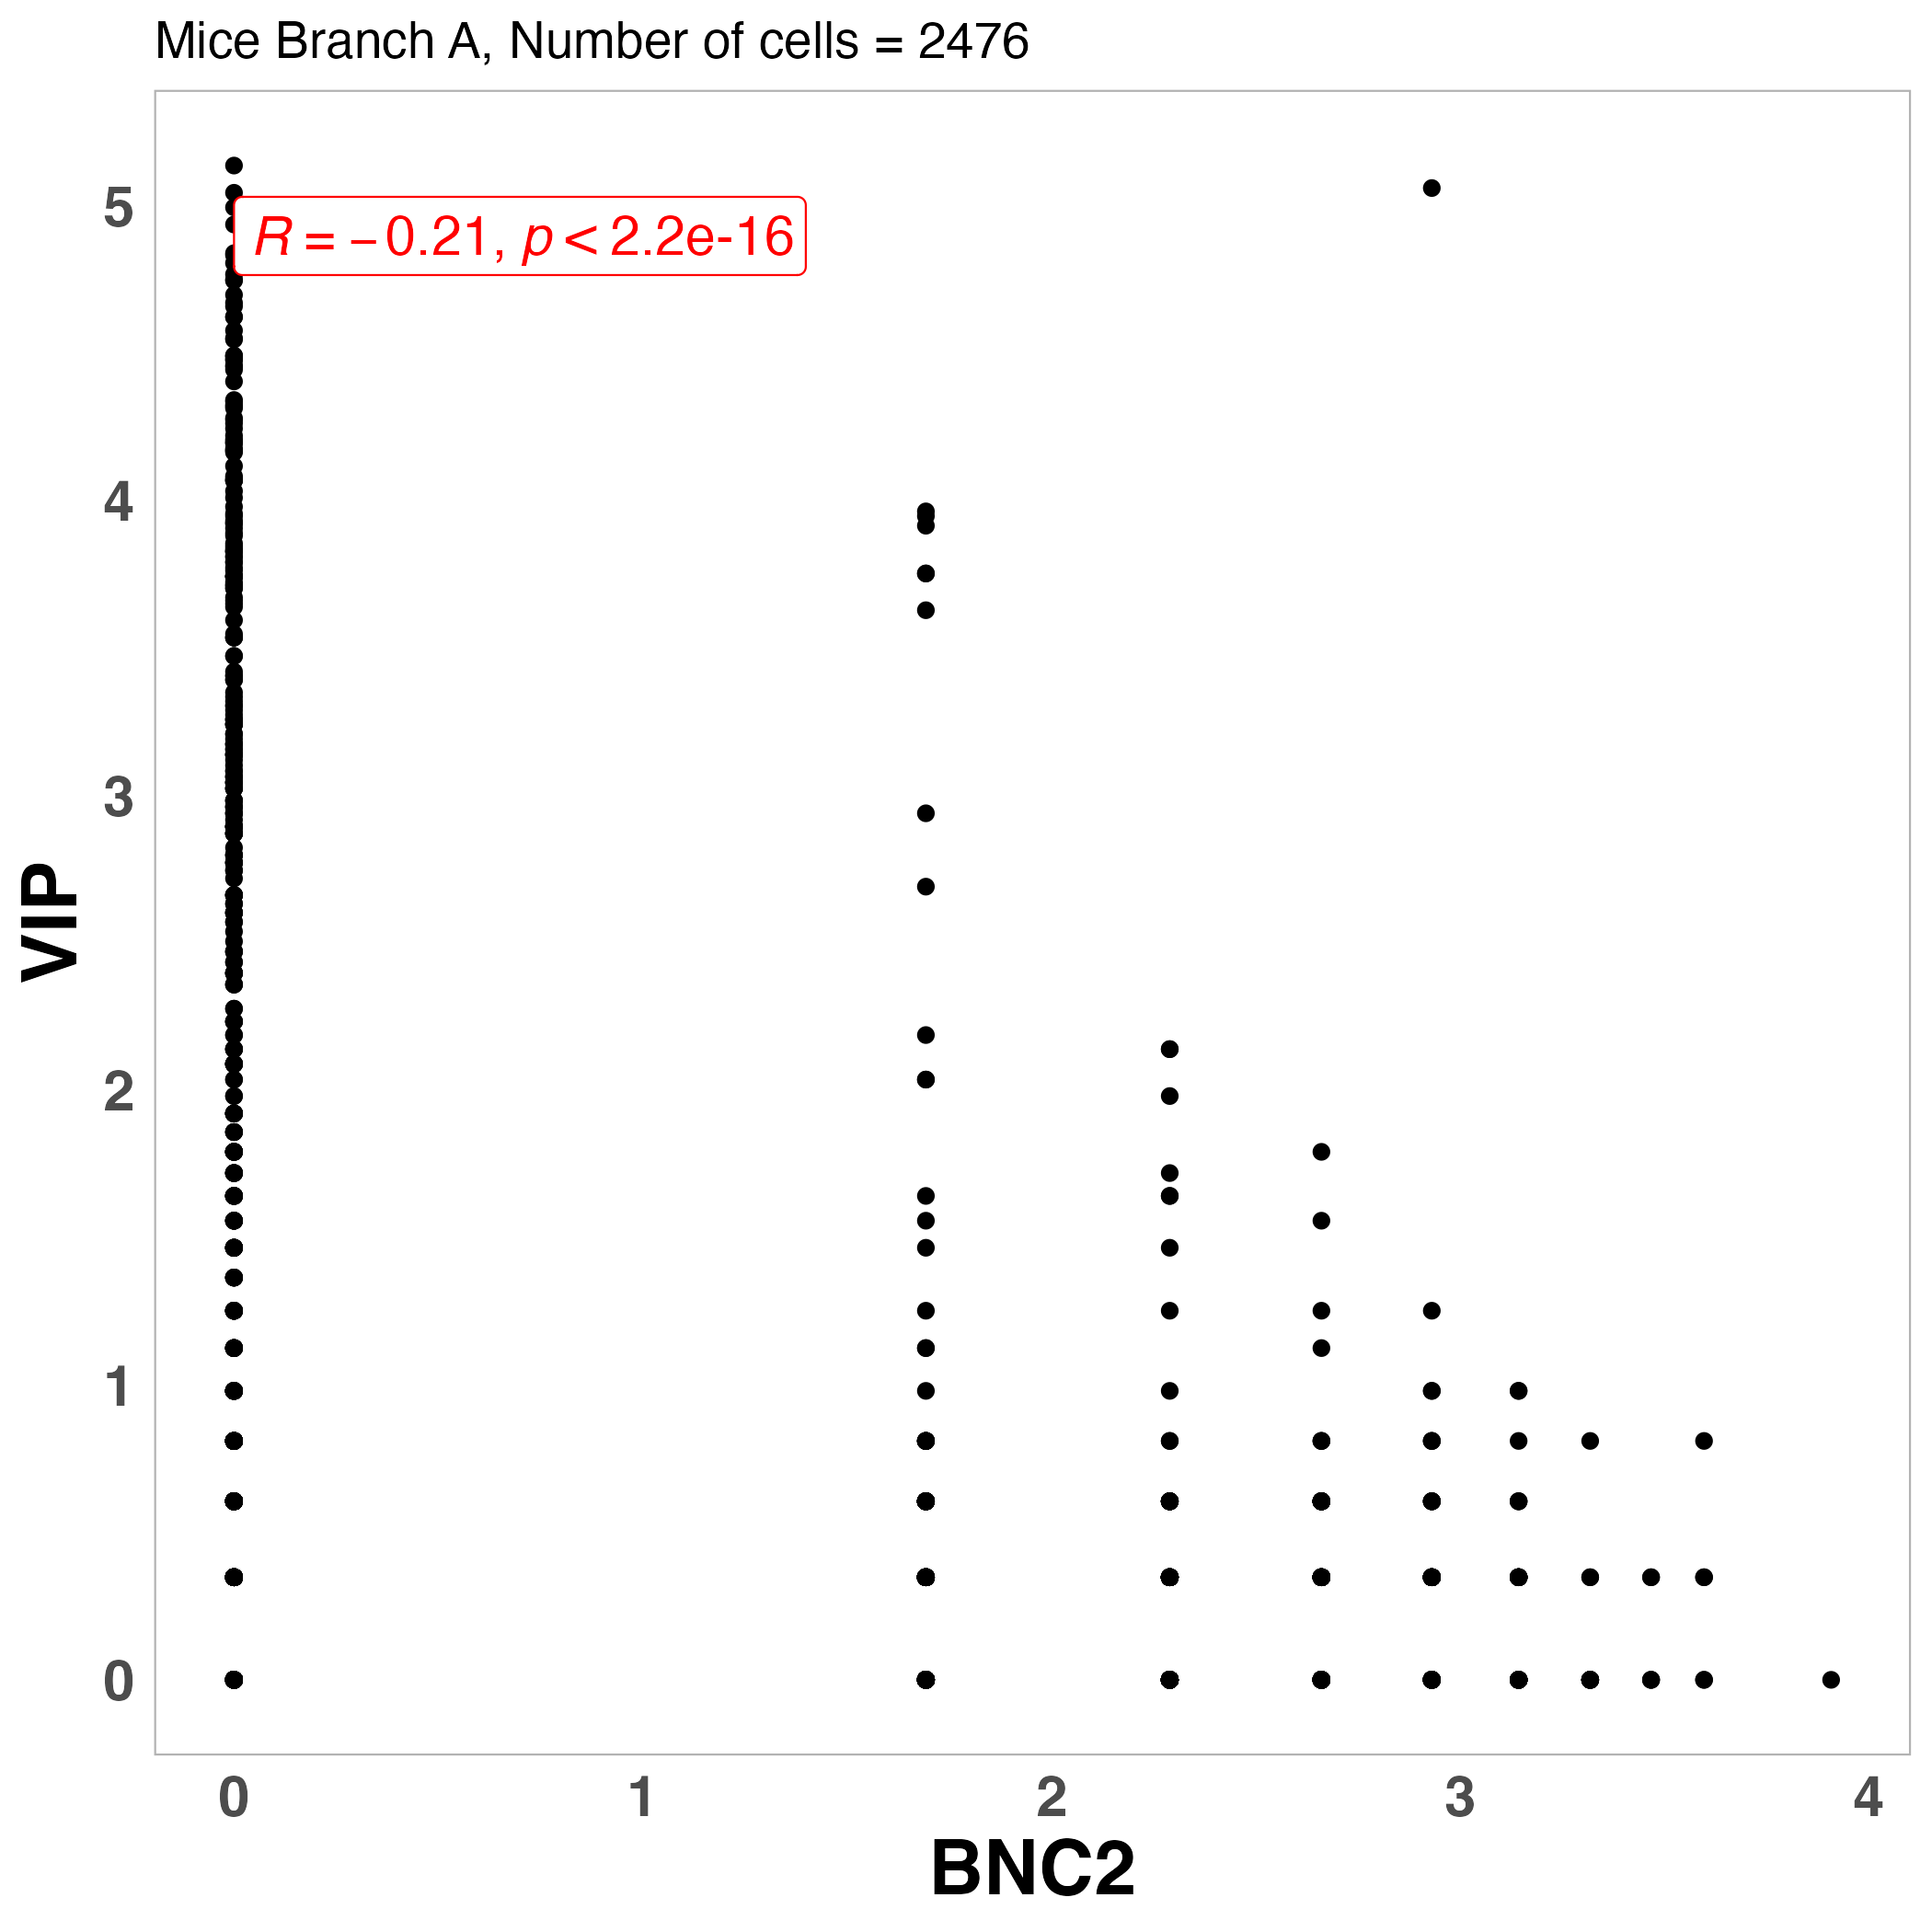 Mice Branch A, Number of cells = 2476
5
R = −0.21, p < 2.2e-16
4
3
VIP
2
1
0
0 1 2 3 4
BNC2